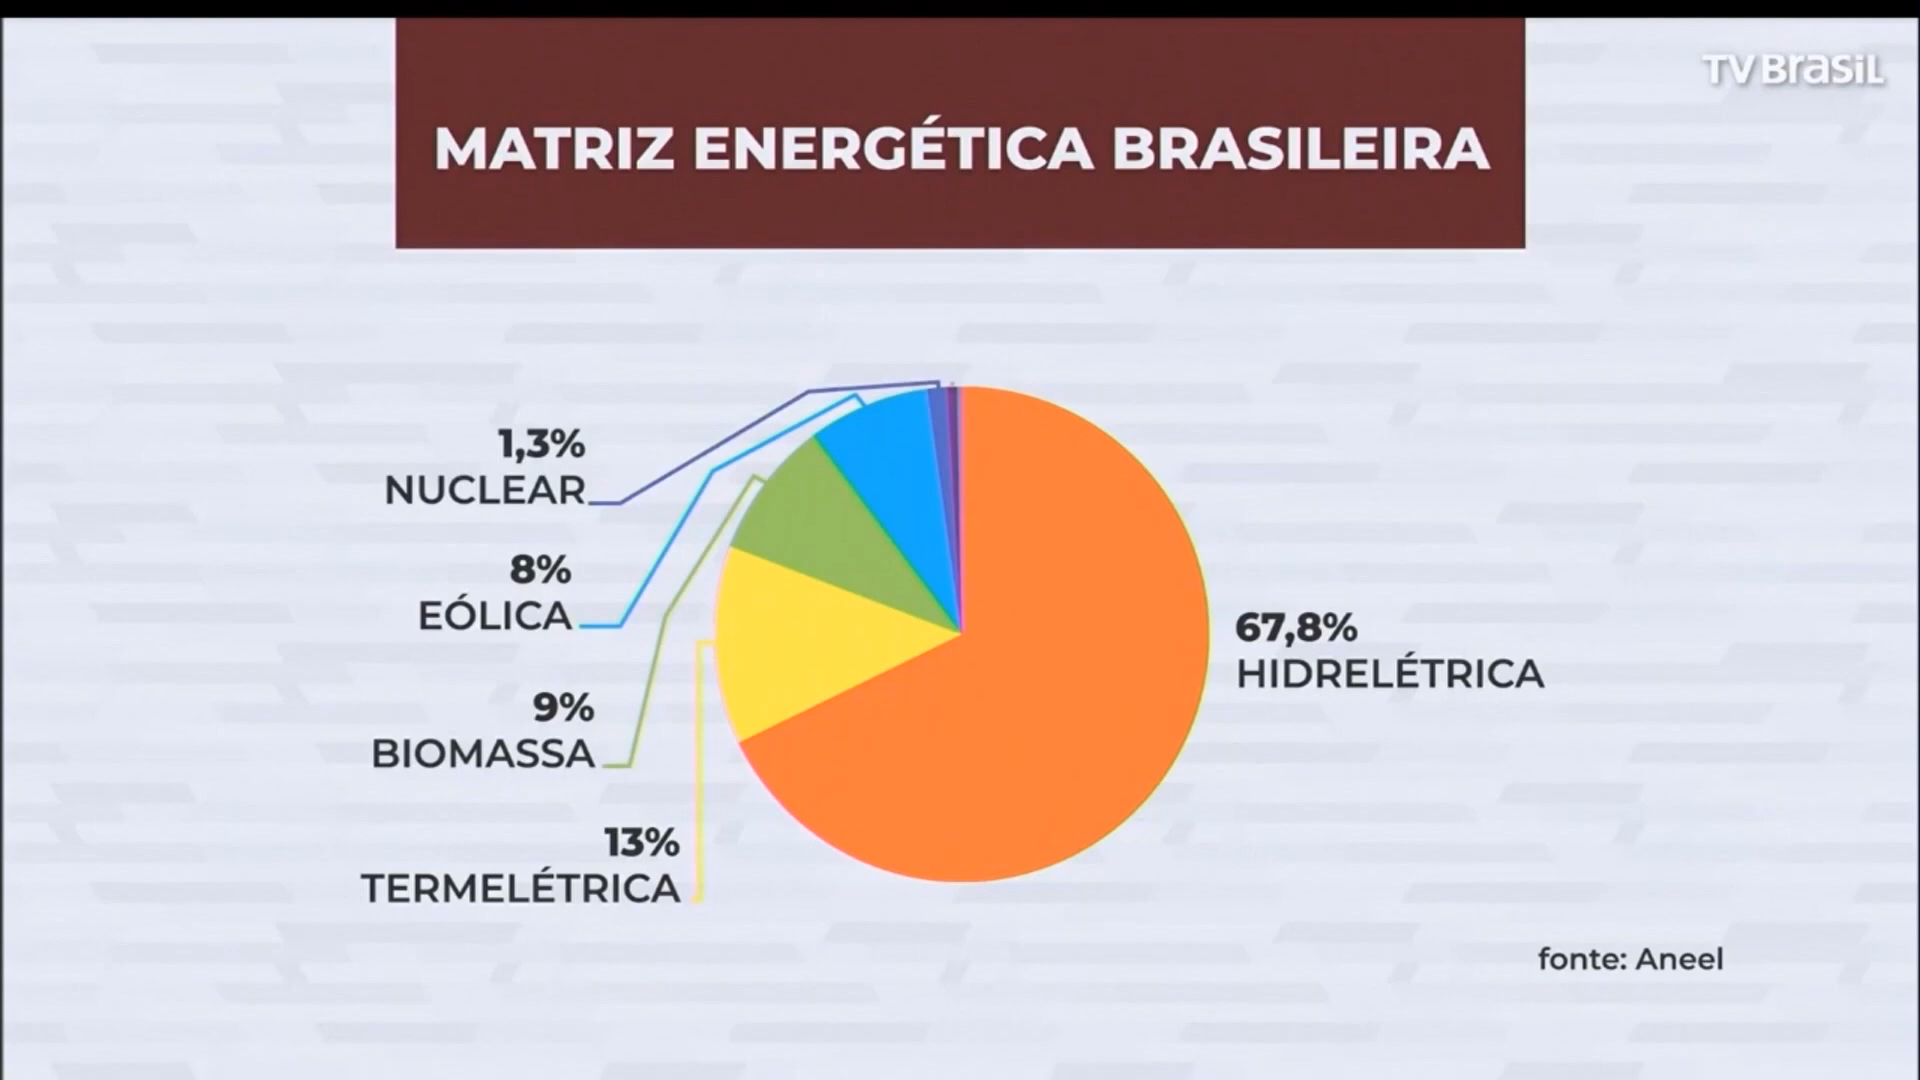 TV BrasiL
MATRIZ ENERGÉTICA BRASILEIRA
1,3%
NUCLEAR
8%
EÓLICA
9%
BIOMASSA
13%
TERMELÉTRICA
67,8%
HIDRELÉTRICA
fonte: Aneel